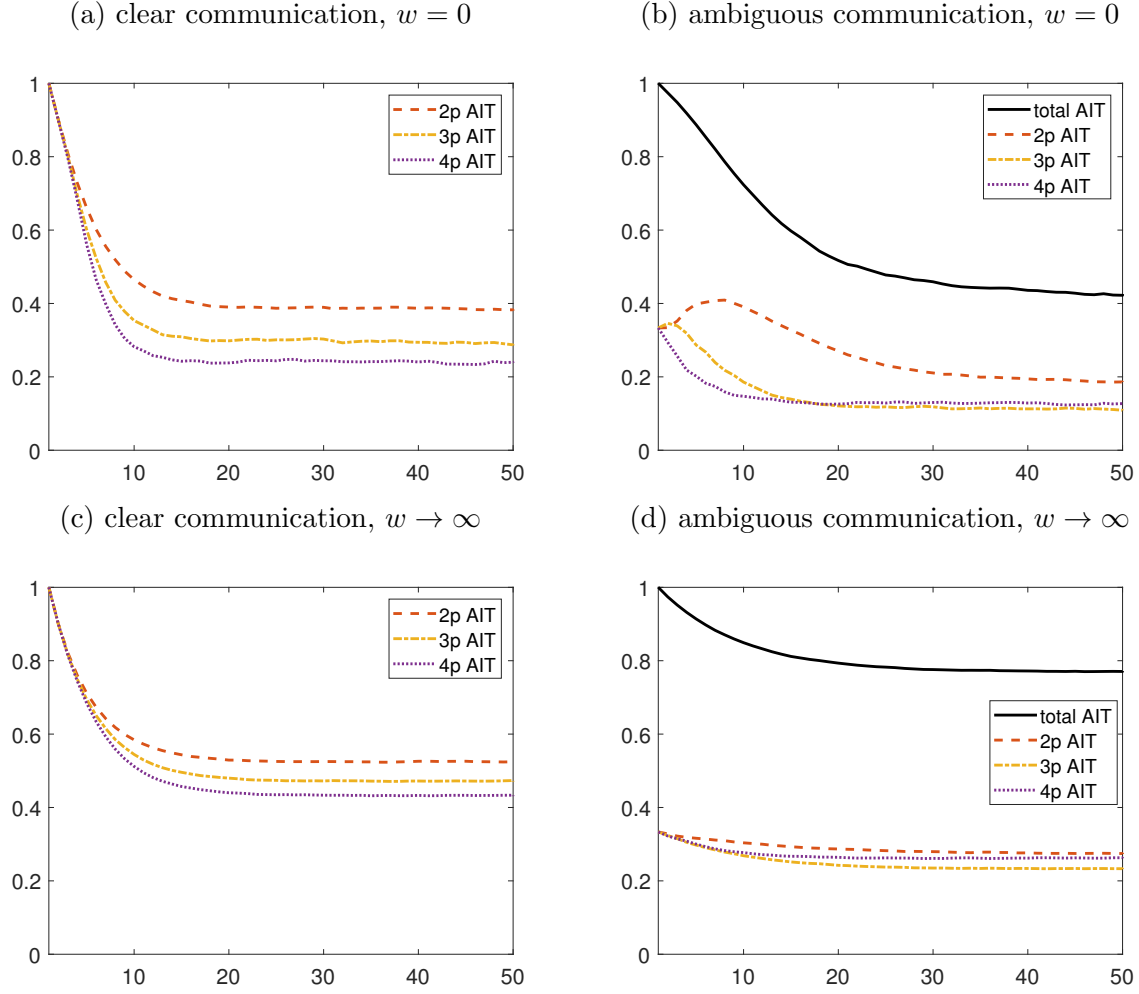 (a) clear communication, w = 0
1
0.8
0.6
0.4
0.2
0
10 20 30 40 50
2p AIT
3p AIT
4p AIT
(b) ambiguous communication, w = 0
1
0.8
0.6
0.4
0.2
0
10 20 30 40 50
total AIT
2p AIT
3p AIT
4p AIT
(c) clear communication, w → ∞
1
0.8
0.6
0.4
0.2
0
10 20 30 40 50
2p AIT
3p AIT
4p AIT
(d) ambiguous communication, w → ∞
1
0.8
0.6
0.4
0.2
0
10 20 30 40 50
total AIT
2p AIT
3p AIT
4p AIT